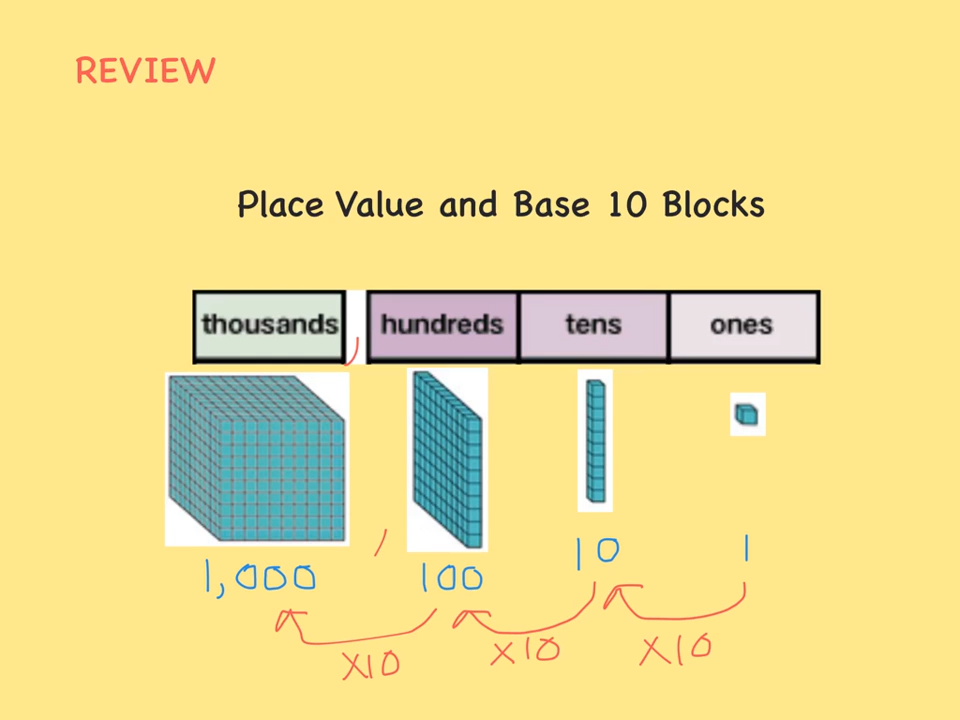 REVIEW
Place Value and Base 10 Blocks
thousands , hundreds tens ones
1,000 , 100 10 1
X10 X10 X10